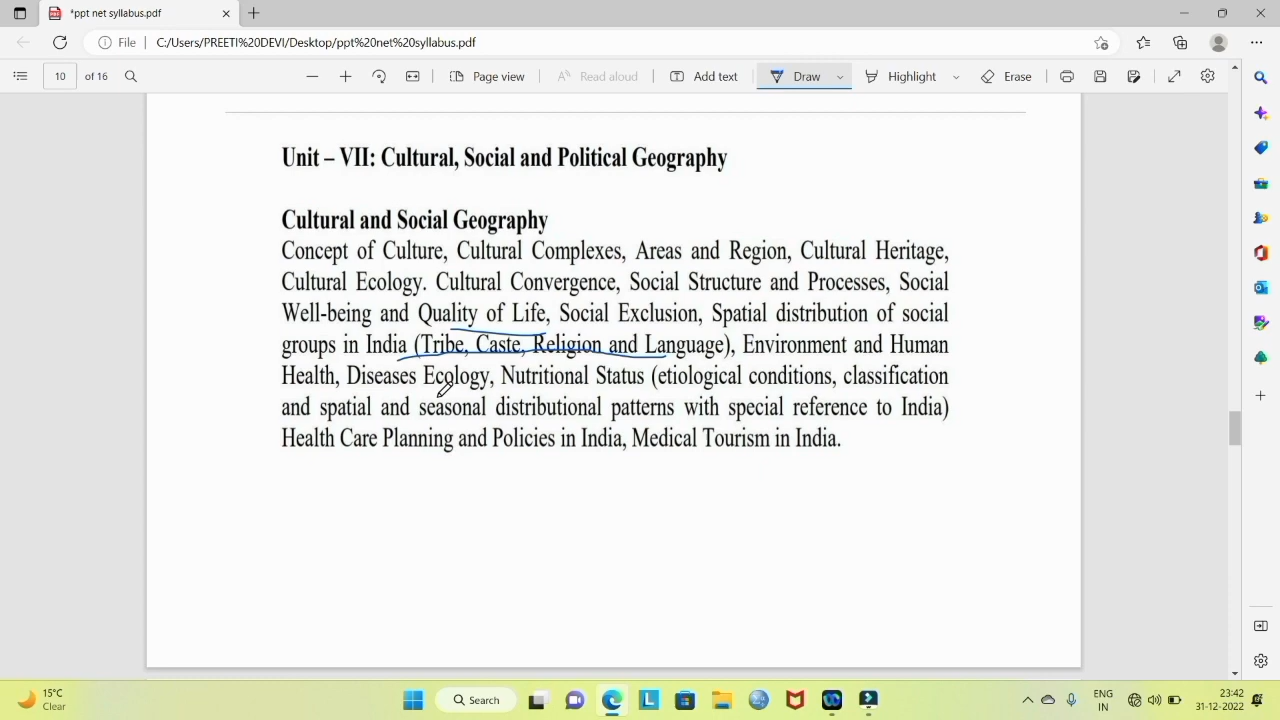 *ppt net syllabus.pdf
File C:/Users/PREETI%20DEVI/Desktop/ppt%20net%20syllabus.pdf
10 of 16 Page view Read aloud Add text Draw Highlight Erase
Unit – VII: Cultural, Social and Political Geography
Cultural and Social Geography
Concept of Culture, Cultural Complexes, Areas and Region, Cultural Heritage,
Cultural Ecology. Cultural Convergence, Social Structure and Processes, Social
Well-being and Quality of Life, Social Exclusion, Spatial distribution of social
groups in India (Tribe, Caste, Religion and Language), Environment and Human
Health, Diseases Ecology, Nutritional Status (etiological conditions, classification
and spatial and seasonal distributional patterns with special reference to India)
Health Care Planning and Policies in India, Medical Tourism in India.
15°C
Clear
Search
ENG
IN
23:42
31-12-2022